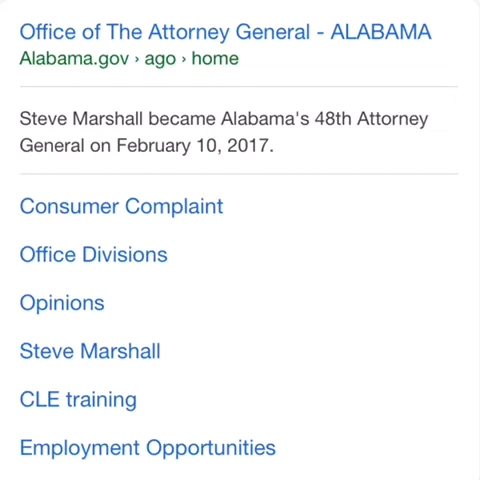 Office of The Attorney General - ALABAMA
Alabama.gov › ago › home
Steve Marshall became Alabama's 48th Attorney
General on February 10, 2017.
Consumer Complaint
Office Divisions
Opinions
Steve Marshall
CLE training
Employment Opportunities